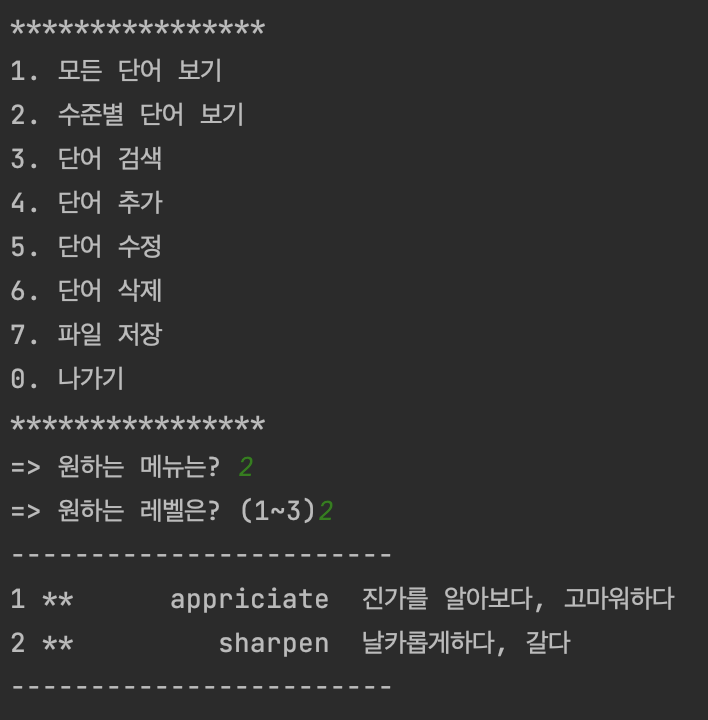 ****************
1. 모든 단어 보기
2. 수준별 단어 보기
3. 단어 검색
4. 단어 추가
5. 단어 수정
6. 단어 삭제
7. 파일 저장
0. 나가기
****************
=> 원하는 메뉴는? 2
=> 원하는 레벨은? (1~3)2
------------------------
1 **      appriciate  진가를 알아보다, 고마워하다
2 **         sharpen  날카롭게하다, 갈다
------------------------